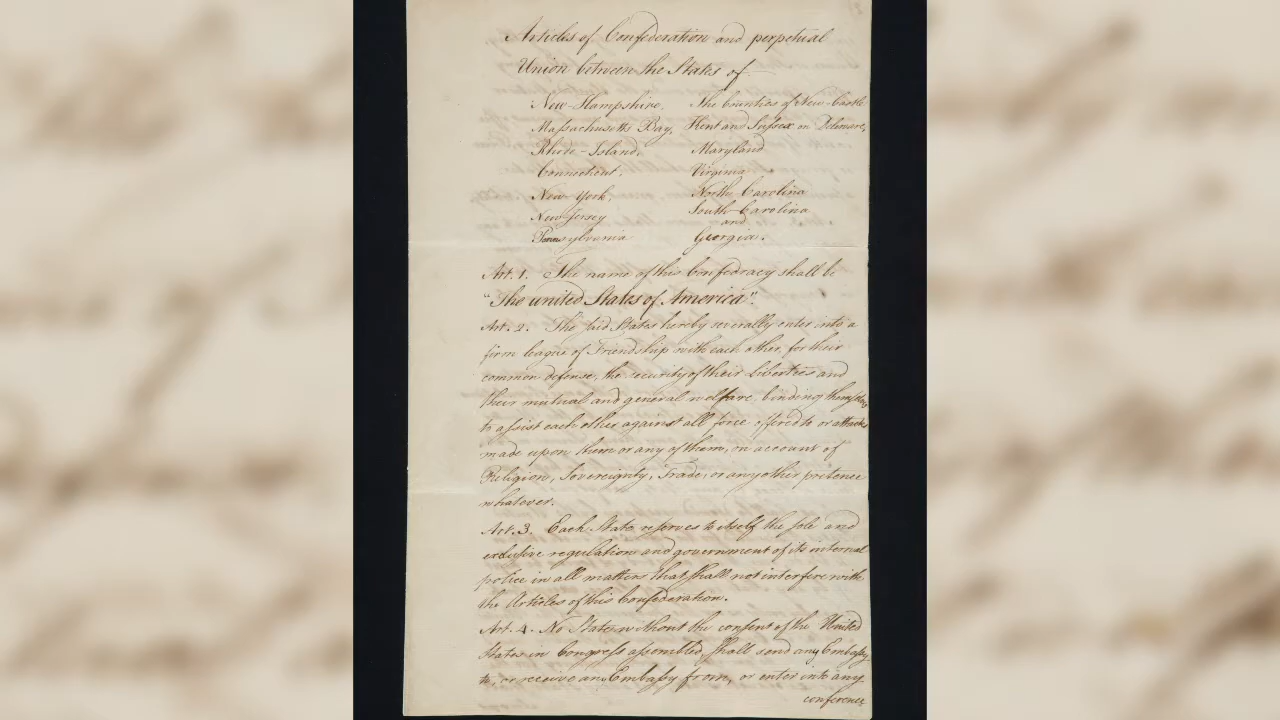 Articles of Confederation and perpetual
Union between the States of
New-Hampshire,
Massachusetts Bay,
Rhode-Island,
Connecticut,
New-York,
New-Jersey
Pennsylvania
The Counties of New-Castle
Kent and Sussex on Delaware,
Maryland
Virginia
North Carolina
South Carolina
and
Georgia.
Art. 1. The name of this Confederacy shall be
"The united States of America".
Art. 2. The said States hereby severally enter into a
firm league of Friendship with each other, for their
common defense, the security of their Liberties and
their mutual and general welfare, binding themselves
to assist each other against all force offered to or attacks
made upon them or any of them, on account of
Religion, Sovereignty, Trade, or any other pretence
whatever.
Art. 3. Each State reserves to itself the sole and
exclusive regulation and government of its internal
police in all matters that shall not interfere with
the Articles of this Confederation.
Art. 4. No State without the consent of the United
States in Congress assembled shall send any Embassy
to, or receive any Embassy from, or enter into any
conference